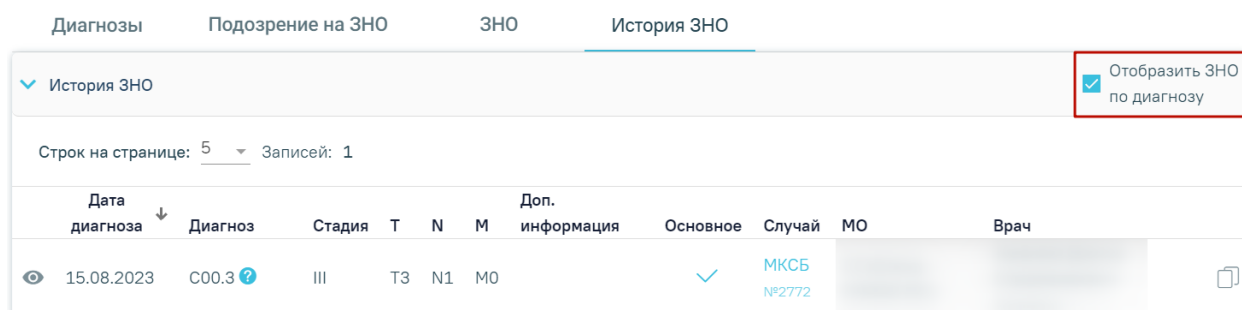 Диагнозы Подозрение на ЗНО ЗНО История ЗНО
История ЗНО
Отобразить ЗНО
по диагнозу
Строк на странице: 5 Записей: 1
Дата диагноза Диагноз Стадия T N M Доп. информация Основное Случай МО Врач
15.08.2023 C00.3 ? III T3 N1 M0 МКСБ
№2772